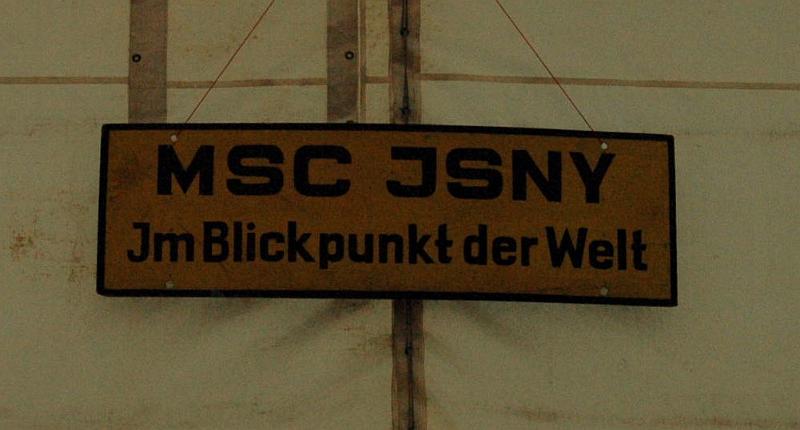 MSC JSNY
Jm Blickpunkt der Welt